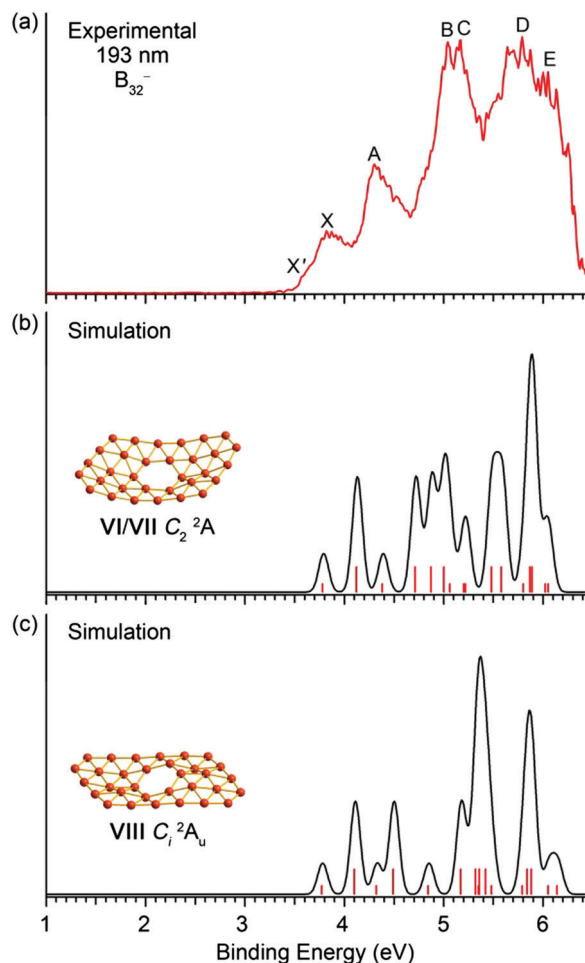 (a)
Experimental
193 nm
B₃₂⁻
X′
X
A
B
C
D
E
(b)
Simulation
VI/VII C₂ ²A
(c)
Simulation
VIII Cᵢ ²Aᵤ
1 2 3 4 5 6
Binding Energy (eV)